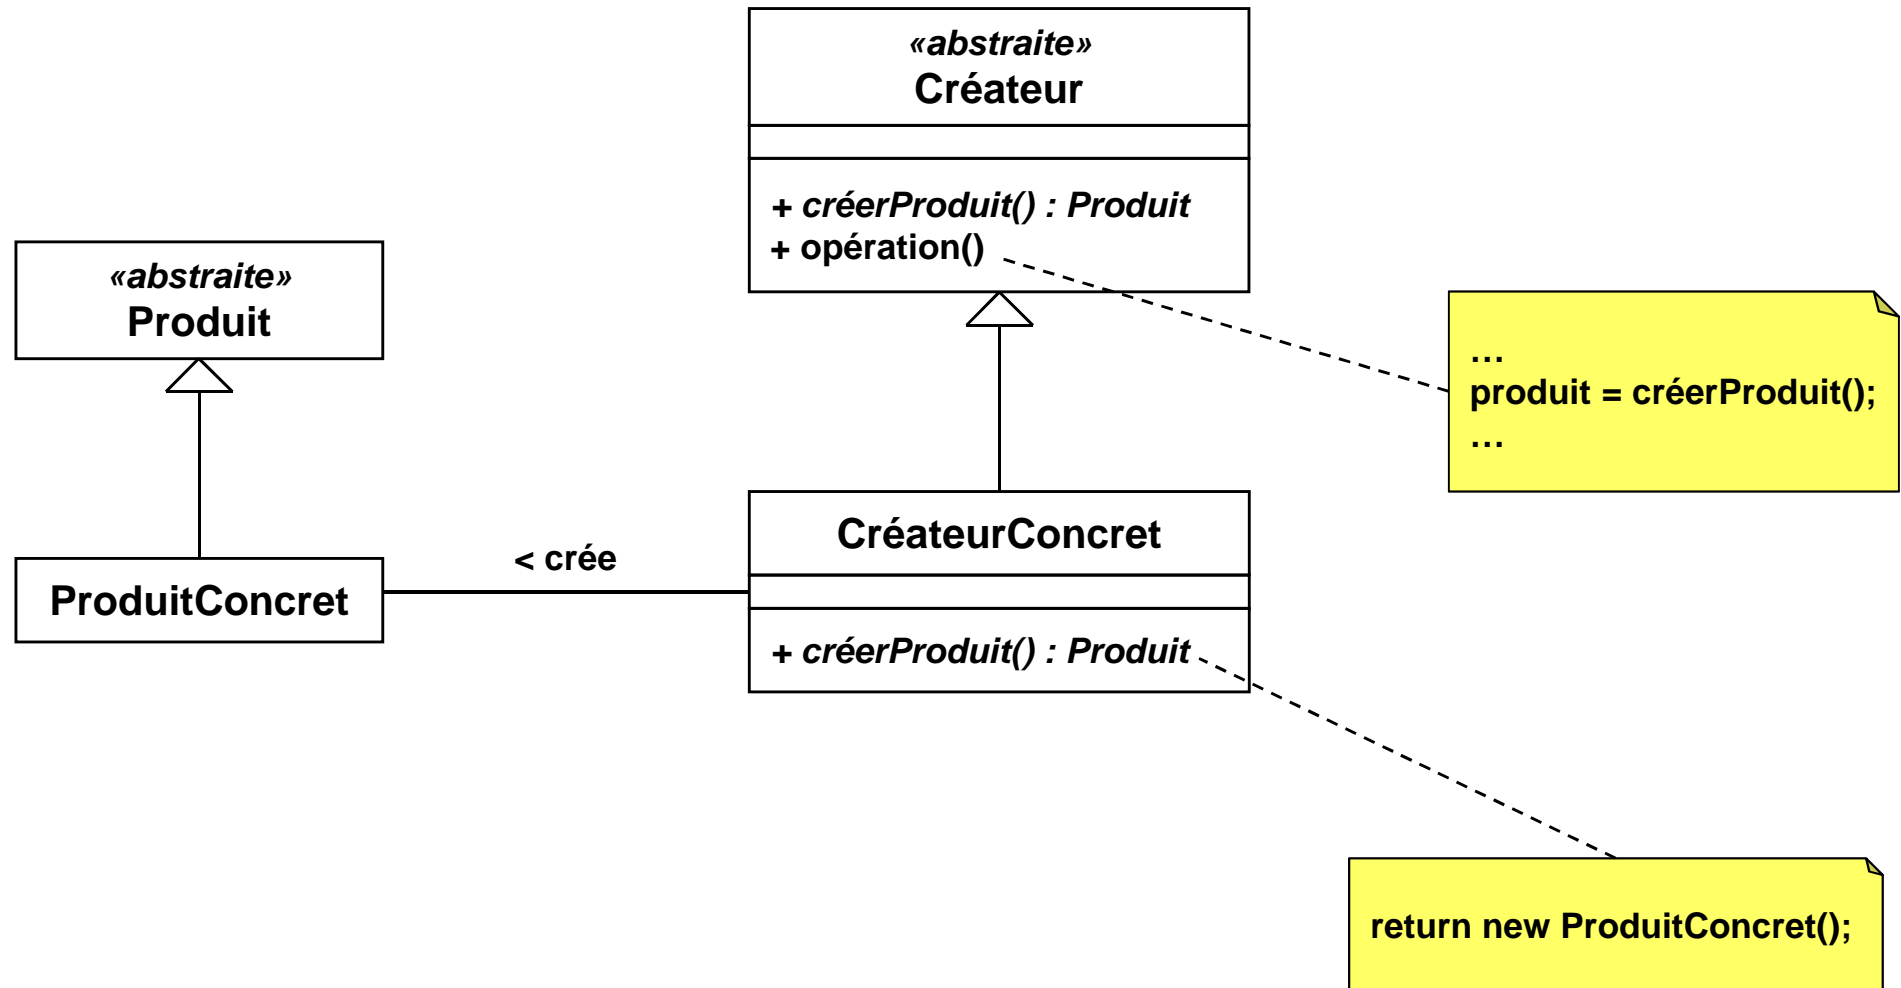 «abstraite»
Créateur
+ créerProduit() : Produit
+ opération()
«abstraite»
Produit
…
produit = créerProduit();
…
CréateurConcret
< crée
ProduitConcret
+ créerProduit() : Produit
return new ProduitConcret();